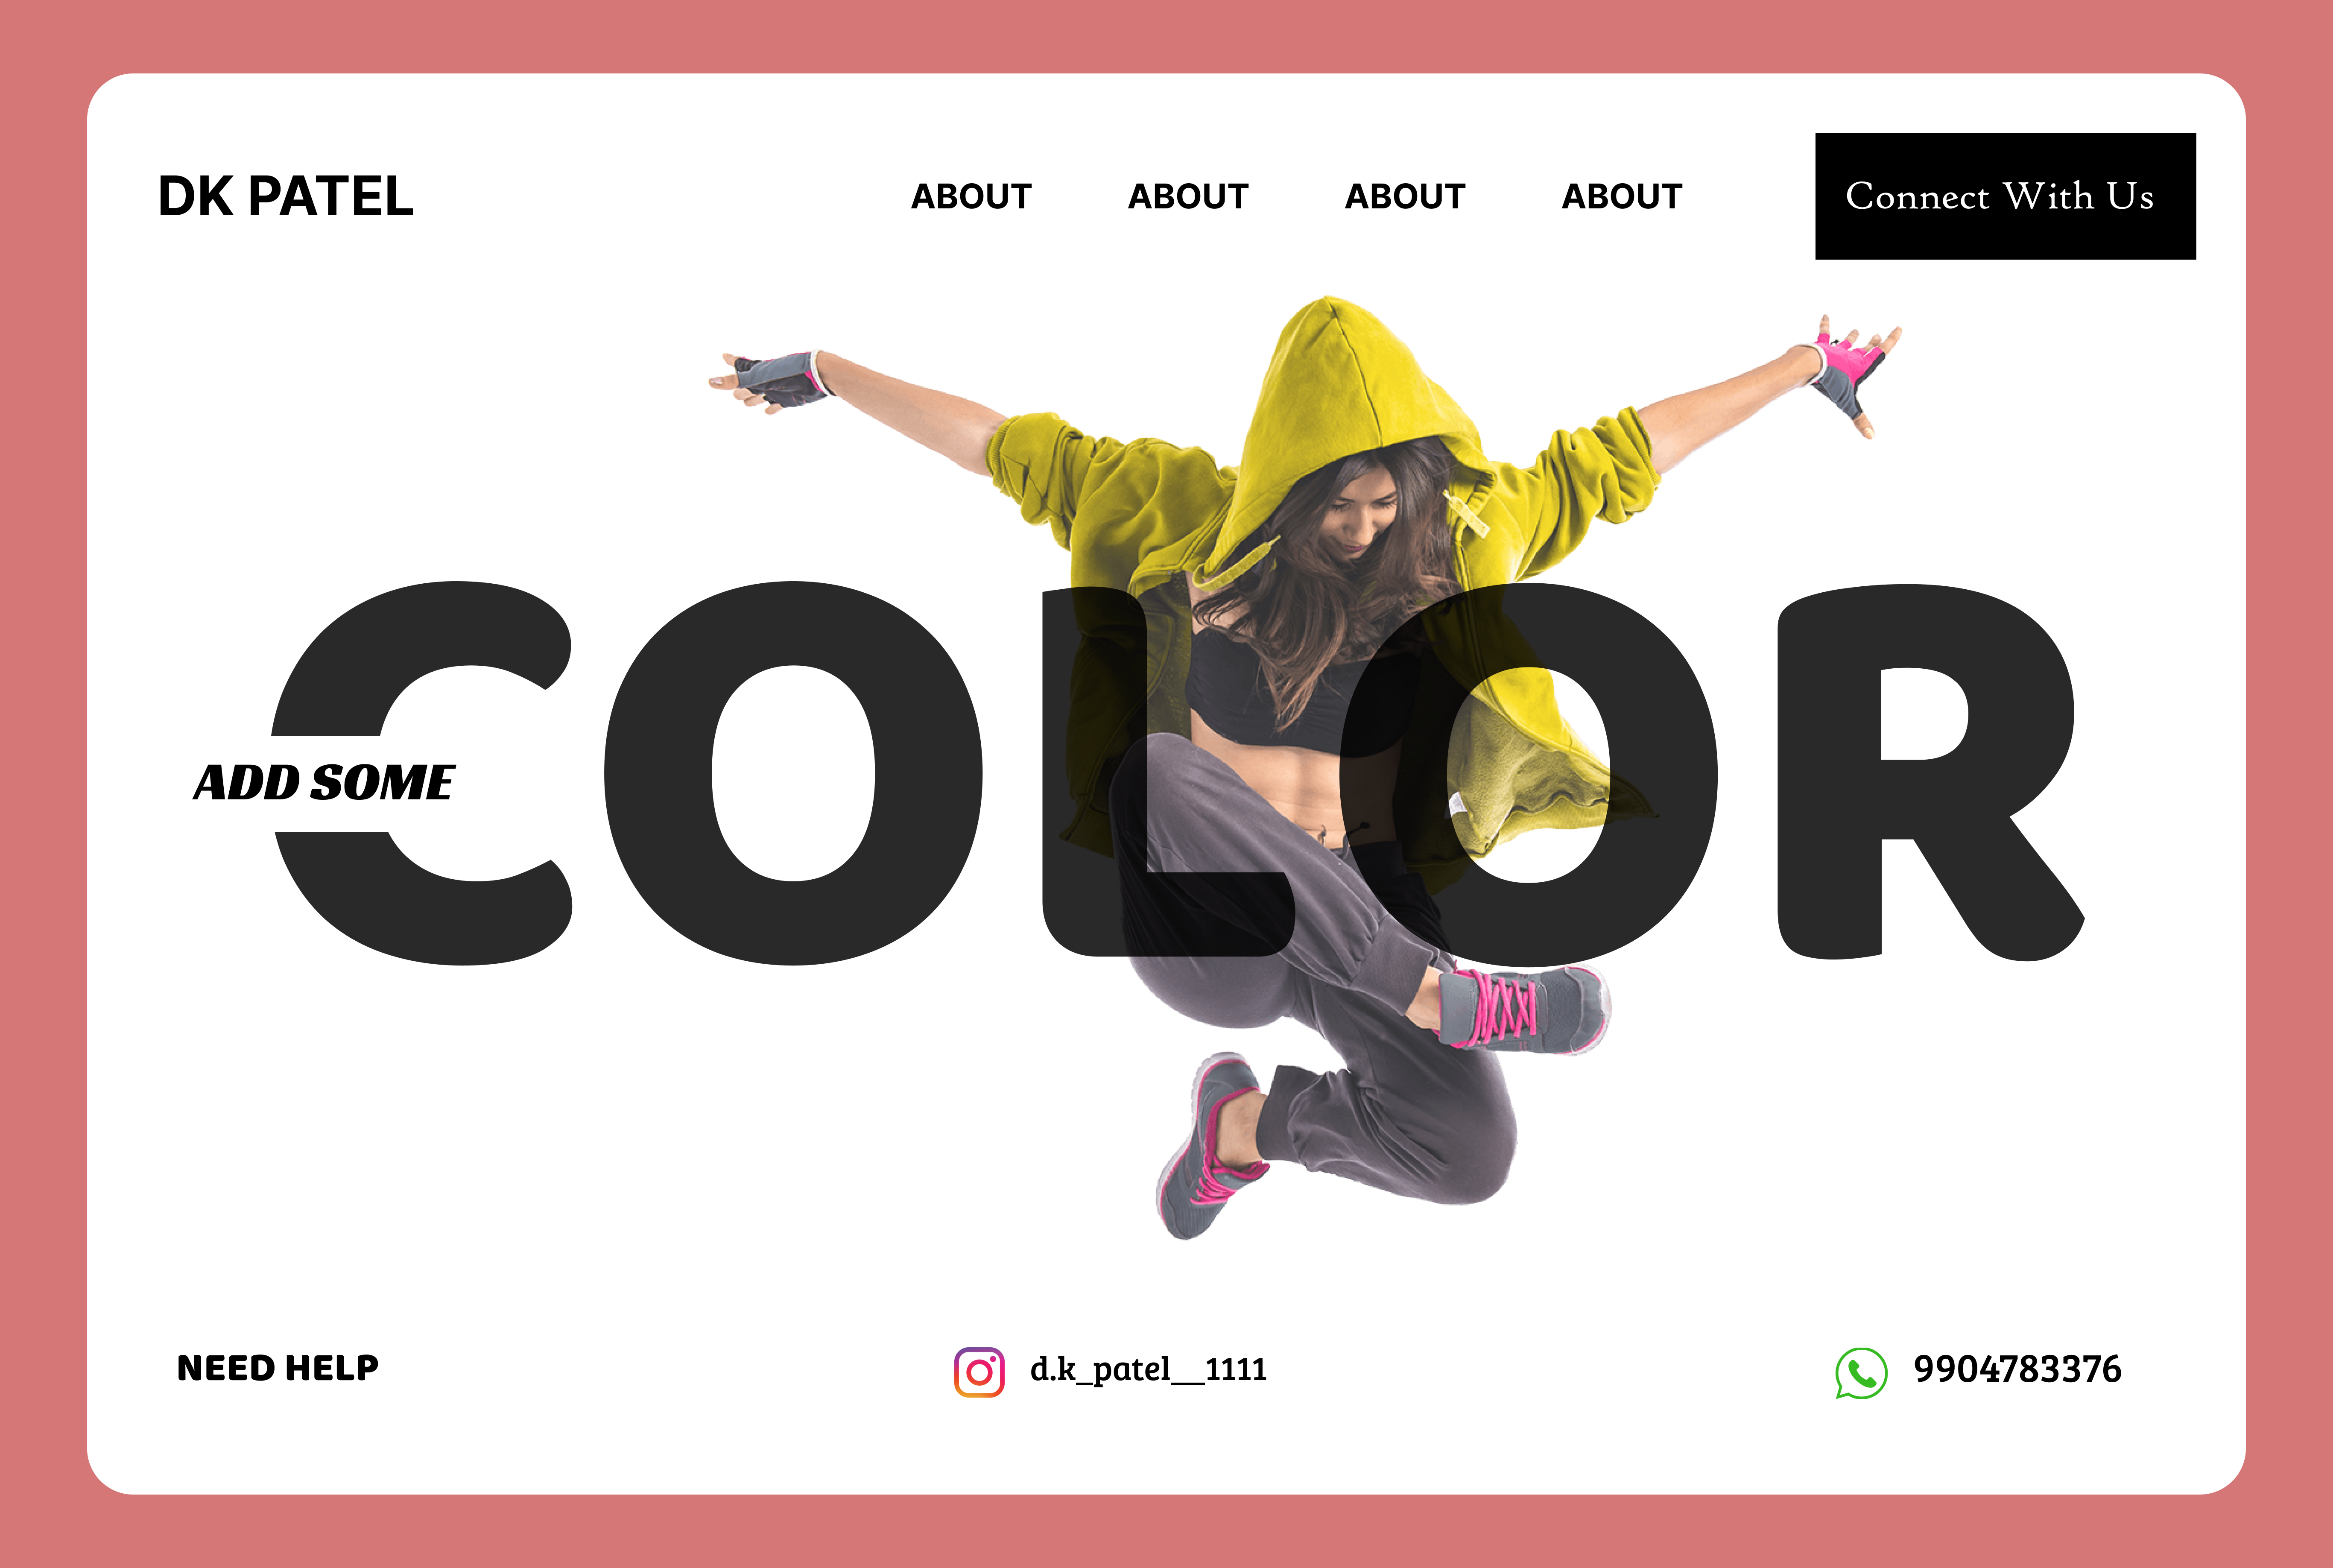 DK PATEL
ABOUT ABOUT ABOUT ABOUT
Connect With Us
COLOR
ADD SOME
NEED HELP
d.k_patel__1111
9904783376